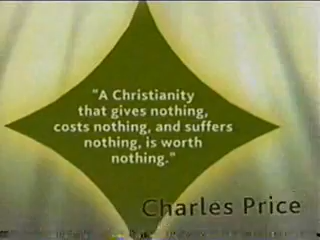 "A Christianity
that gives nothing,
costs nothing, and suffers
nothing, is worth
nothing."
Charles Price